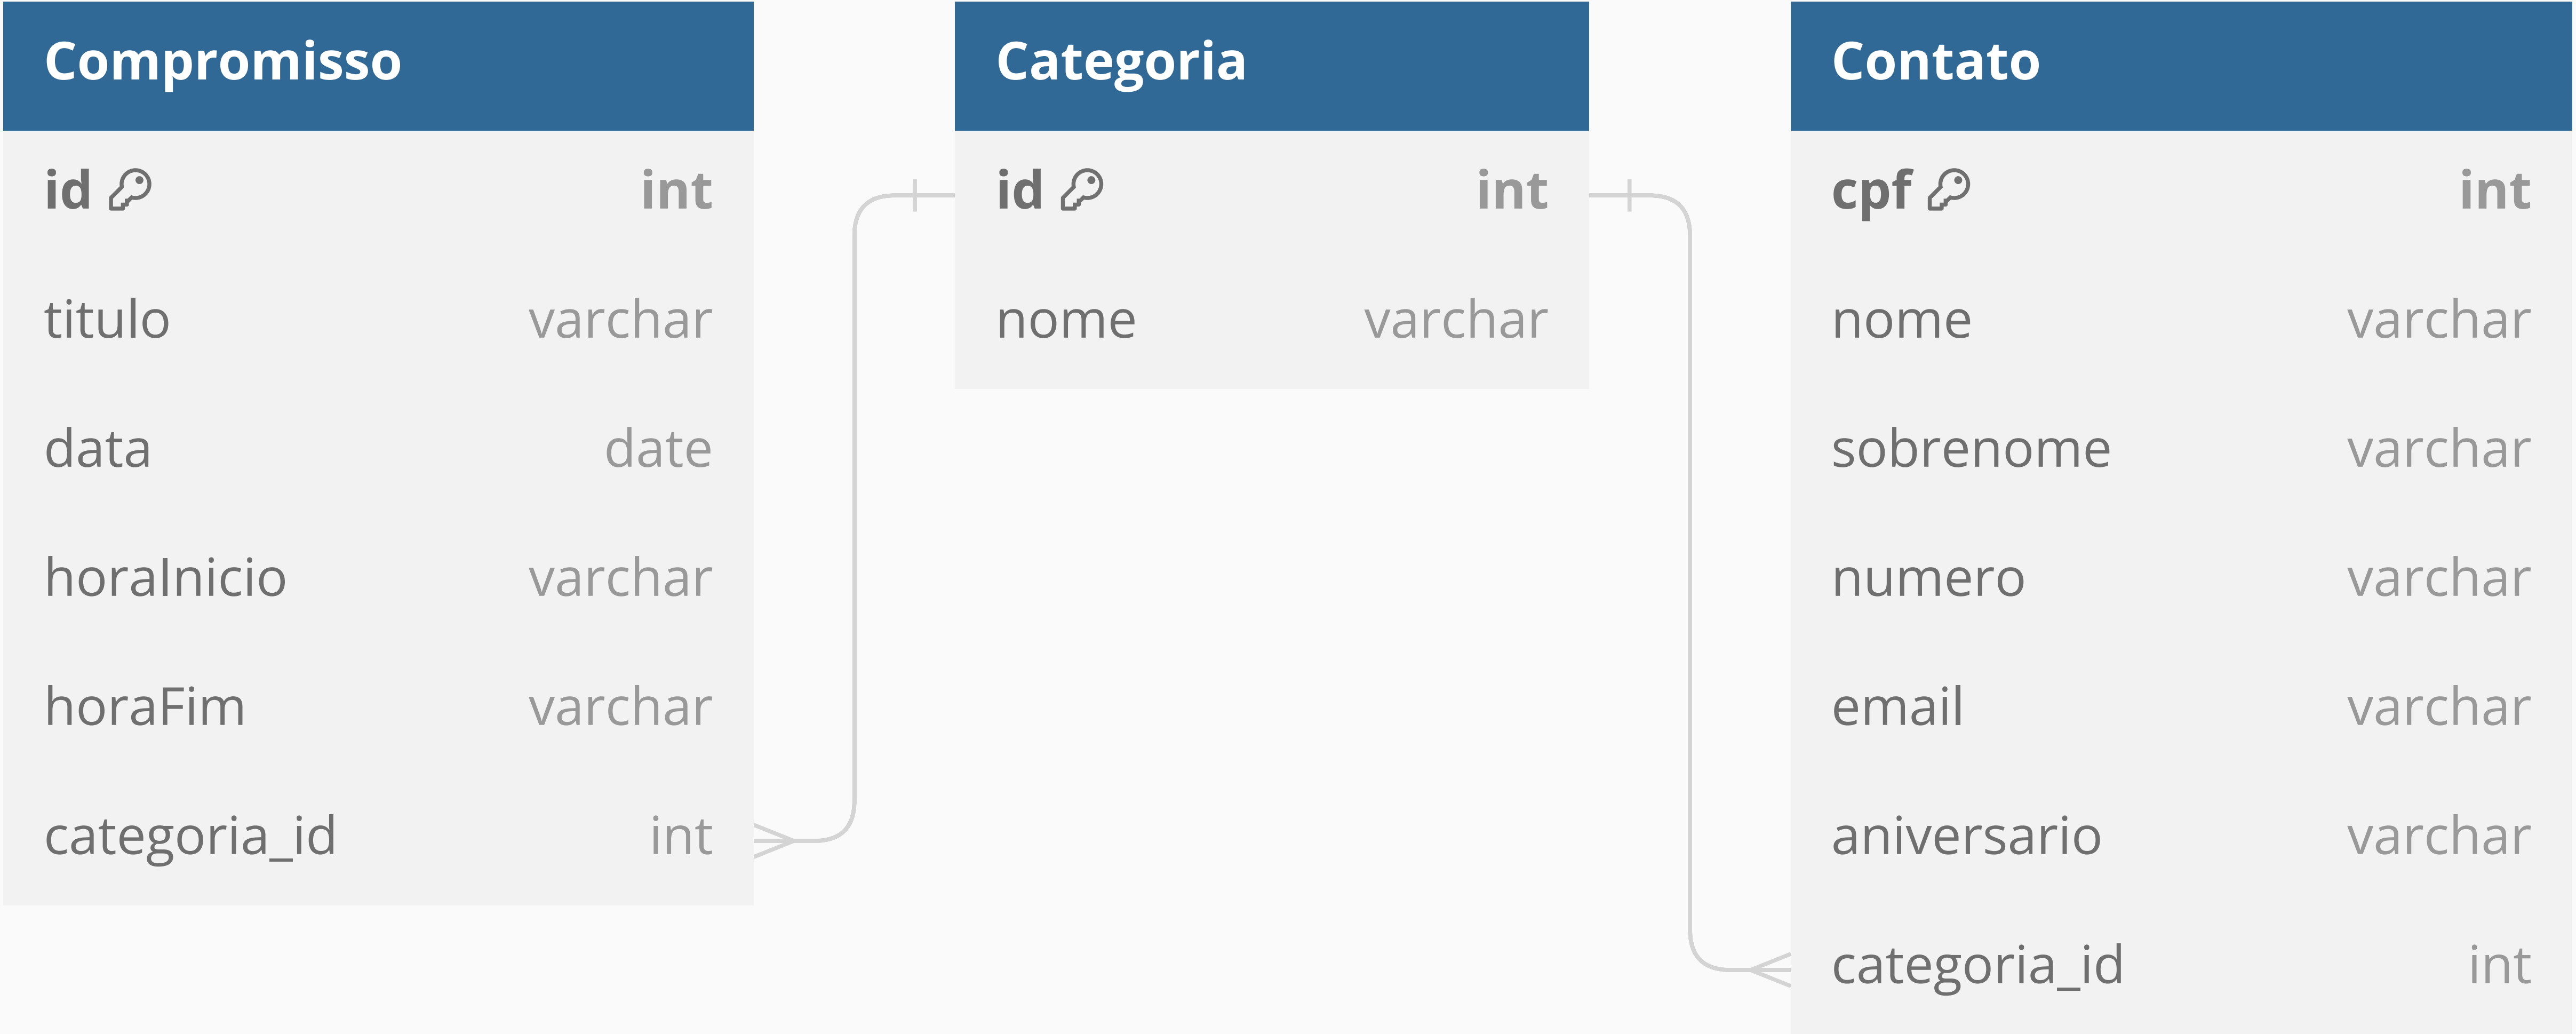 Compromisso
id int
titulo varchar
data date
horaInicio varchar
horaFim varchar
categoria_id int
Categoria
id int
nome varchar
Contato
cpf int
nome varchar
sobrenome varchar
numero varchar
email varchar
aniversario varchar
categoria_id int